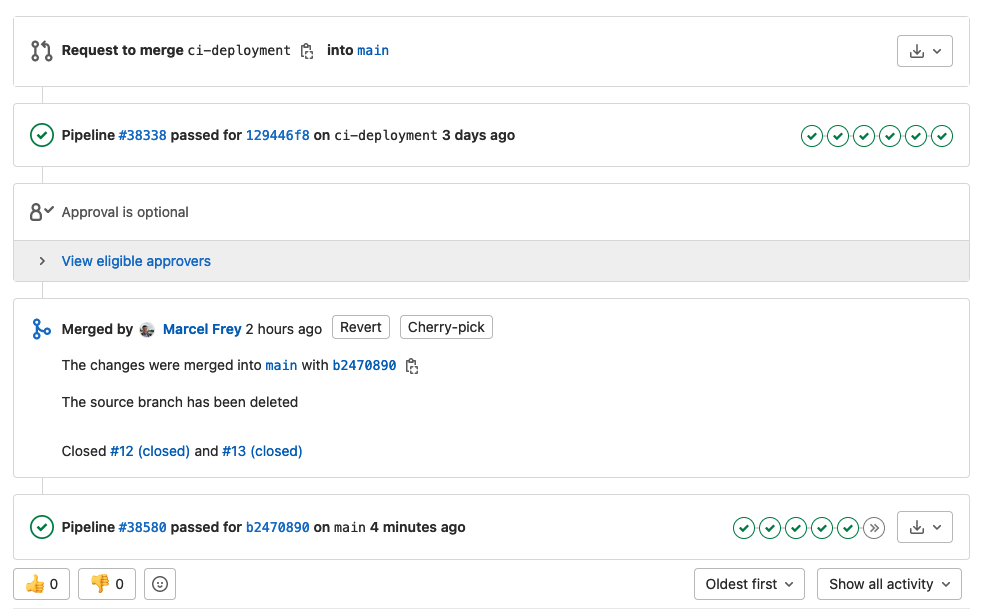 Request to merge ci-deployment into main
Pipeline #38338 passed for 129446f8 on ci-deployment 3 days ago
Approval is optional
View eligible approvers
Merged by Marcel Frey 2 hours ago Revert Cherry-pick
The changes were merged into main with b2470890
The source branch has been deleted
Closed #12 (closed) and #13 (closed)
Pipeline #38580 passed for b2470890 on main 4 minutes ago
👍 0 👎 0 Oldest first Show all activity